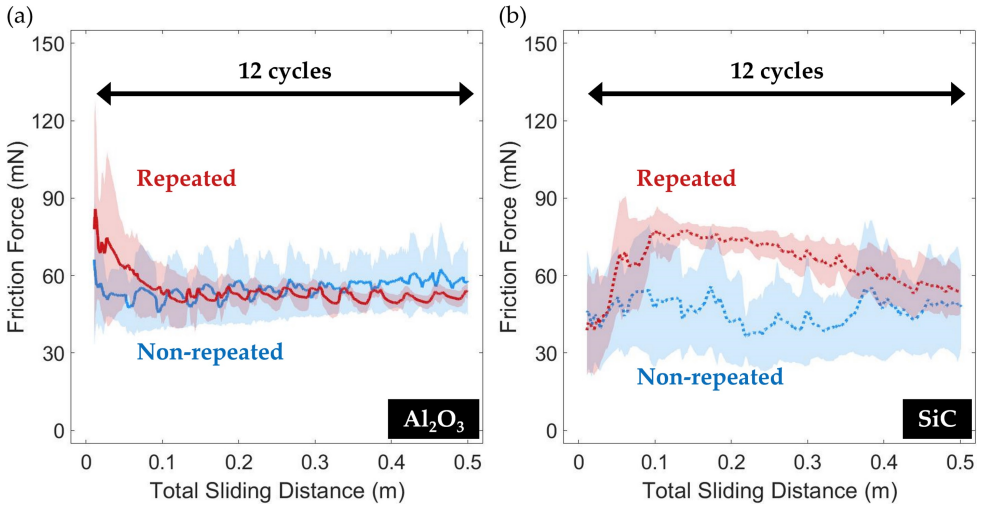 (a)
150
120
90
60
30
0
Friction Force (mN)
12 cycles
Repeated
Non-repeated
Al₂O₃
0
0.1
0.2
0.3
0.4
0.5
Total Sliding Distance (m)
(b)
150
120
90
60
30
0
Friction Force (mN)
12 cycles
Repeated
Non-repeated
SiC
0
0.1
0.2
0.3
0.4
0.5
Total Sliding Distance (m)